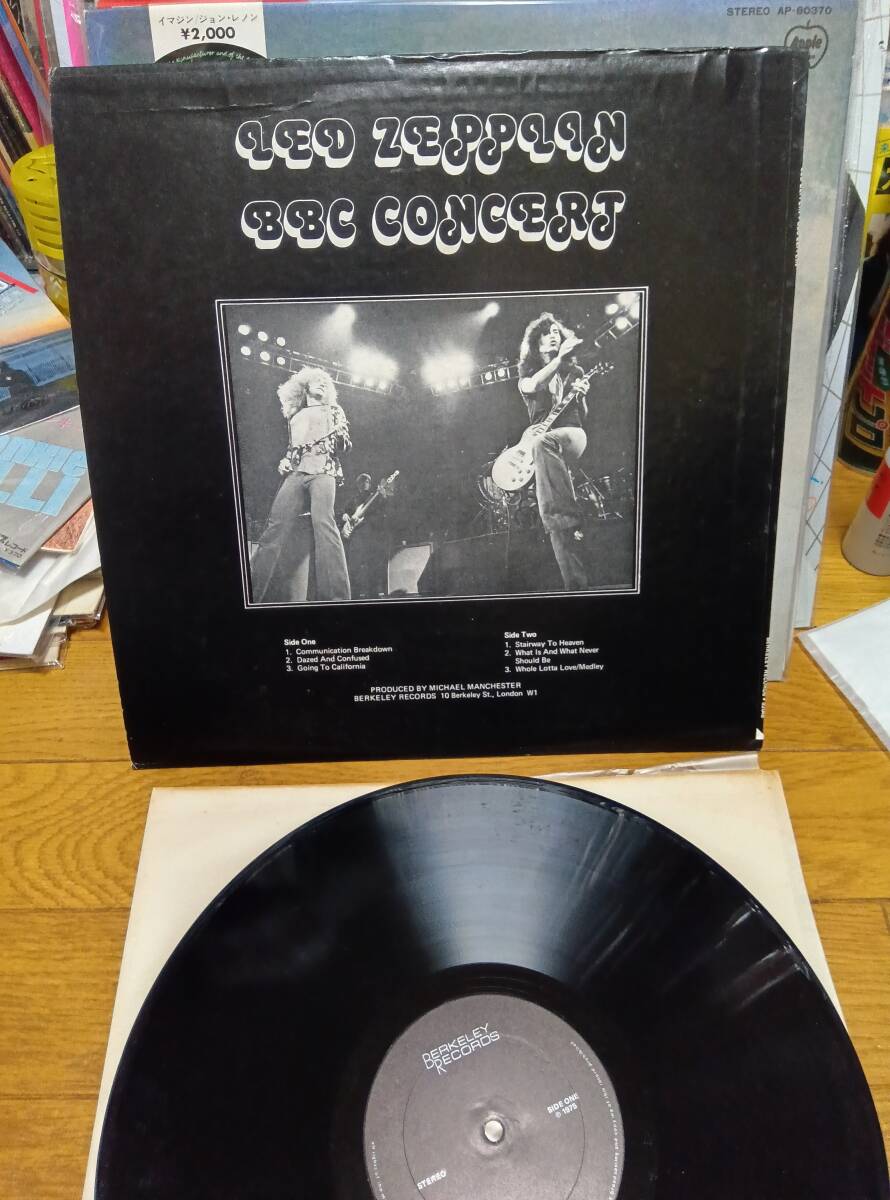 イマジン/ジョン・レノン
¥2,000
STEREO AP-80370
Apple
LED ZEPPLIN
BBC CONCERT
Side One
1. Communication Breakdown
2. Dazed And Confused
3. Going To California
Side Two
1. Stairway To Heaven
2. What Is And What Never
Should Be
3. Whole Lotta Love/Medley
PRODUCED BY MICHAEL MANCHESTER
BERKELEY RECORDS 10 Berkeley St., London W1
BERKELEY
RECORDS
SIDE ONE
℗ 1975
STEREO